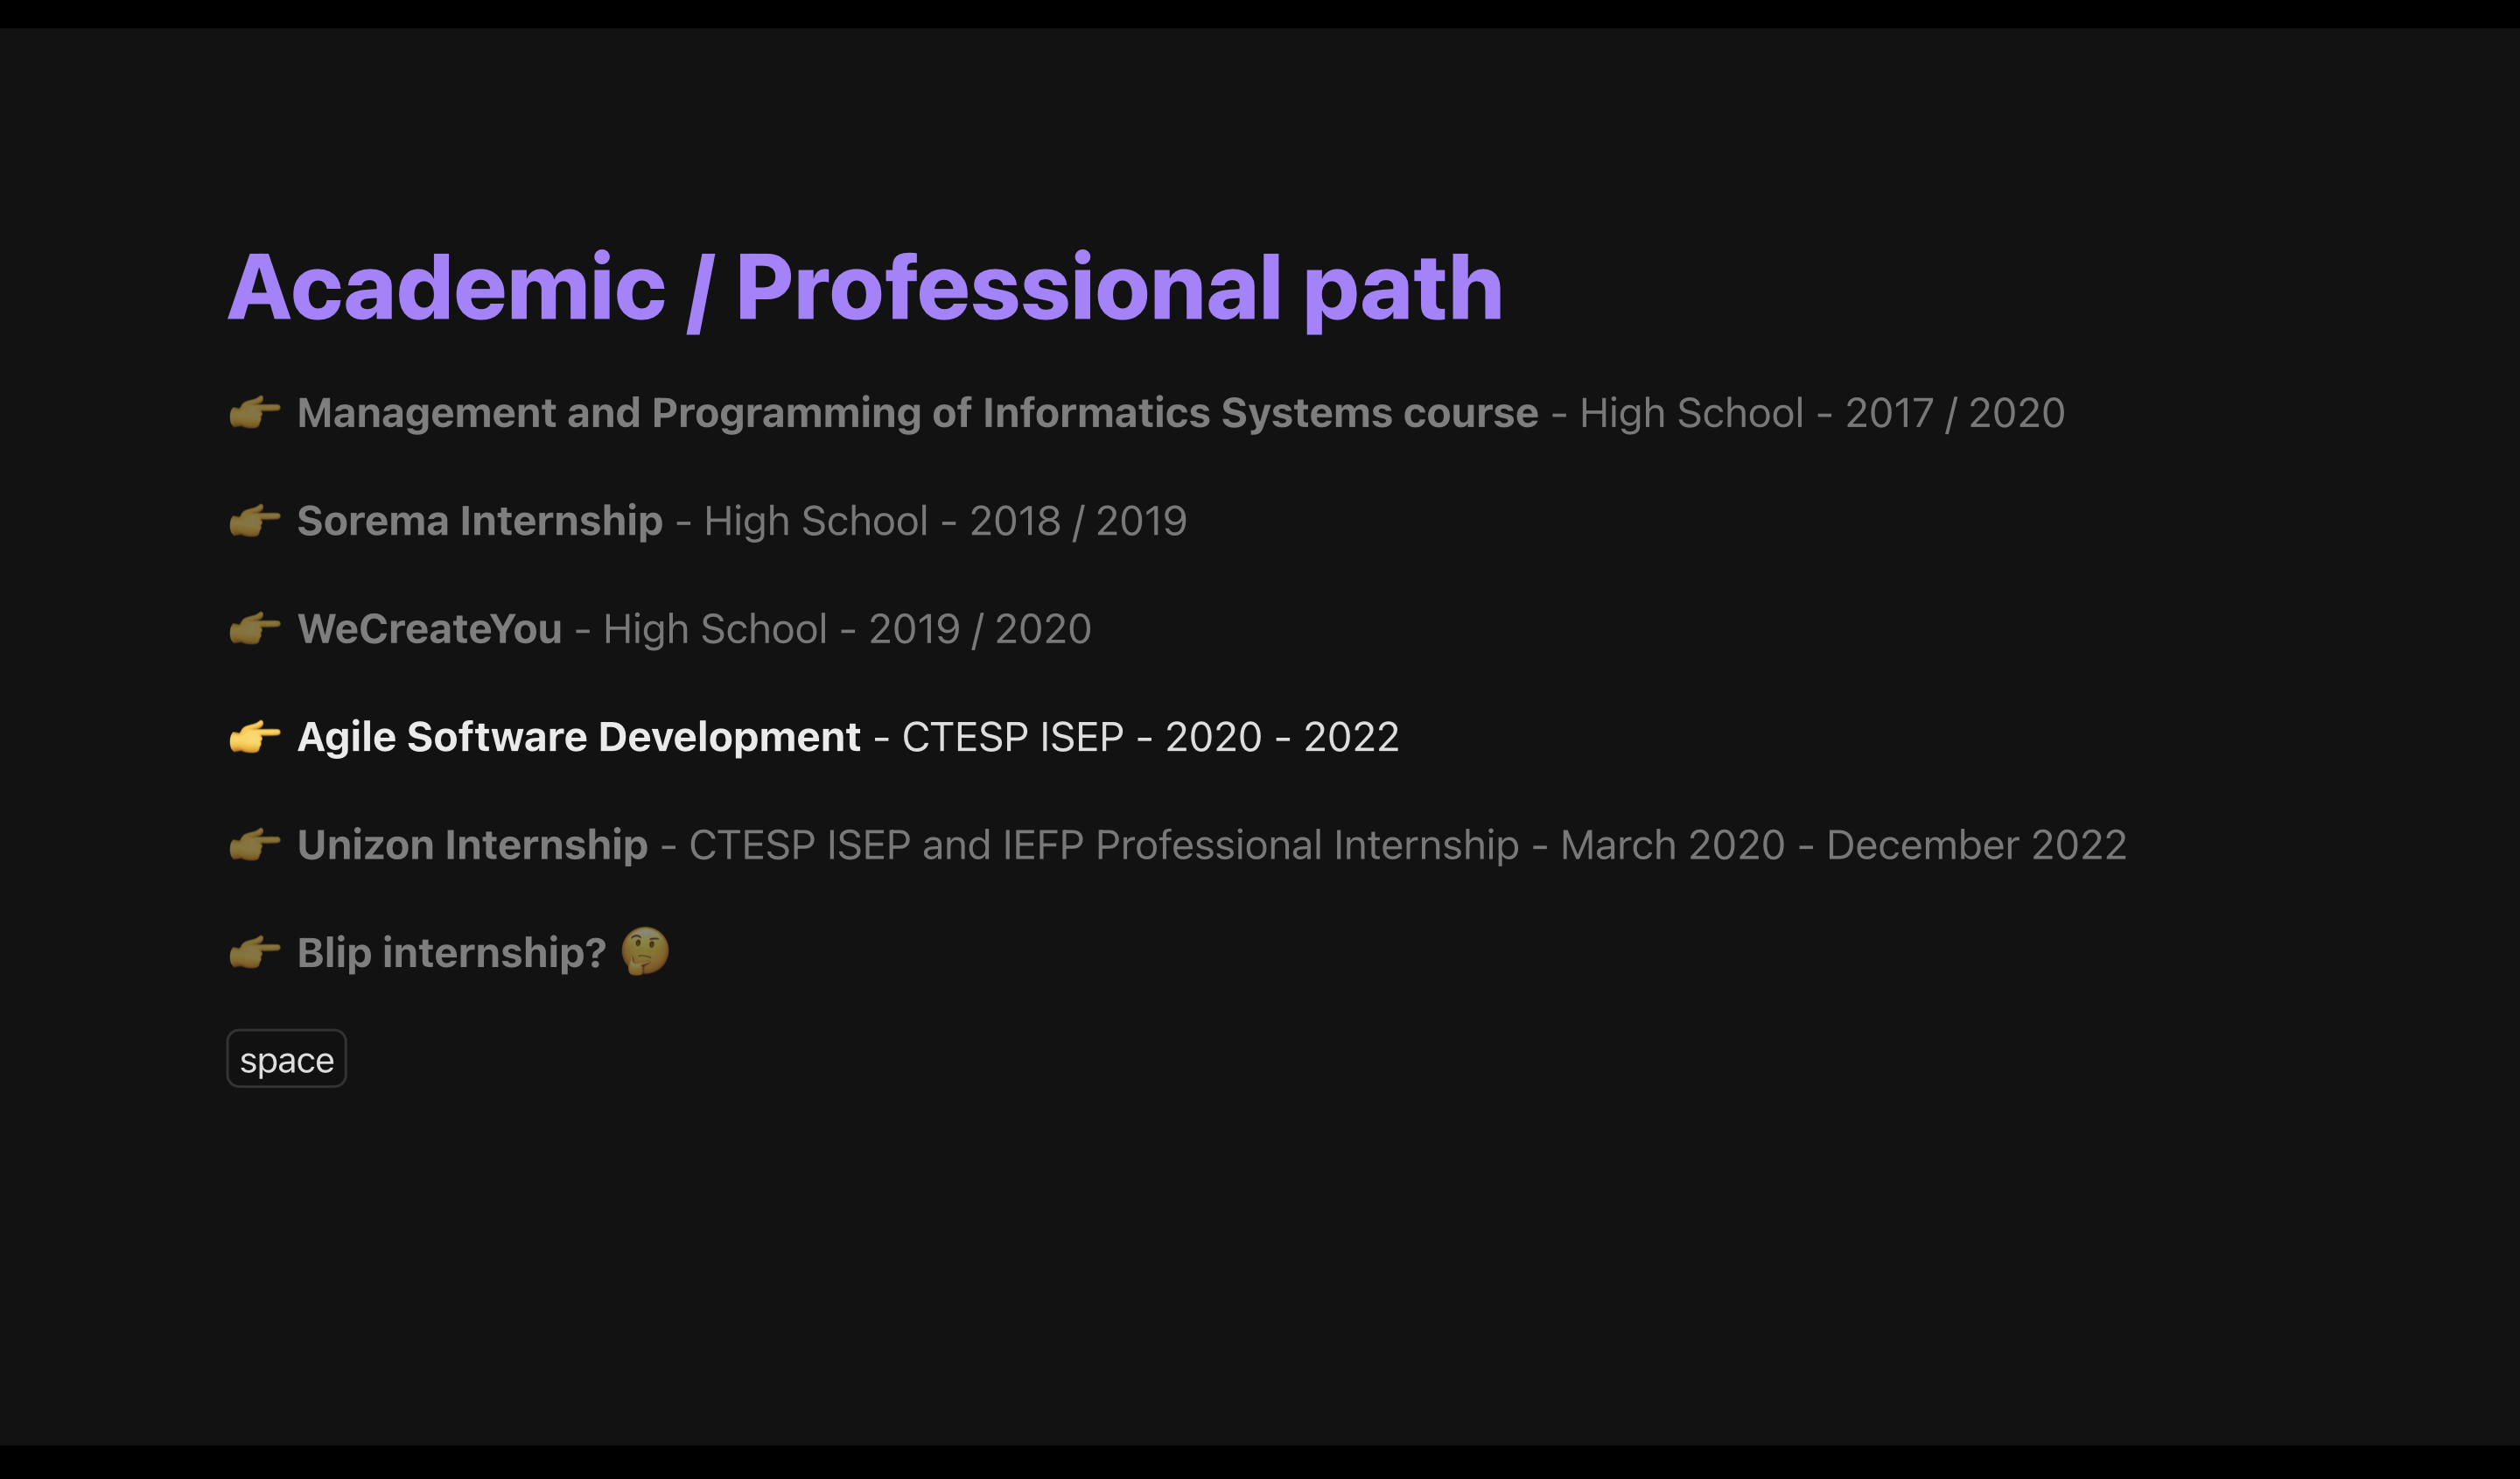 Academic / Professional path
👉 Management and Programming of Informatics Systems course - High School - 2017 / 2020
👉 Sorema Internship - High School - 2018 / 2019
👉 WeCreateYou - High School - 2019 / 2020
👉 Agile Software Development - CTESP ISEP - 2020 - 2022
👉 Unizon Internship - CTESP ISEP and IEFP Professional Internship - March 2020 - December 2022
👉 Blip internship? 🤔
space